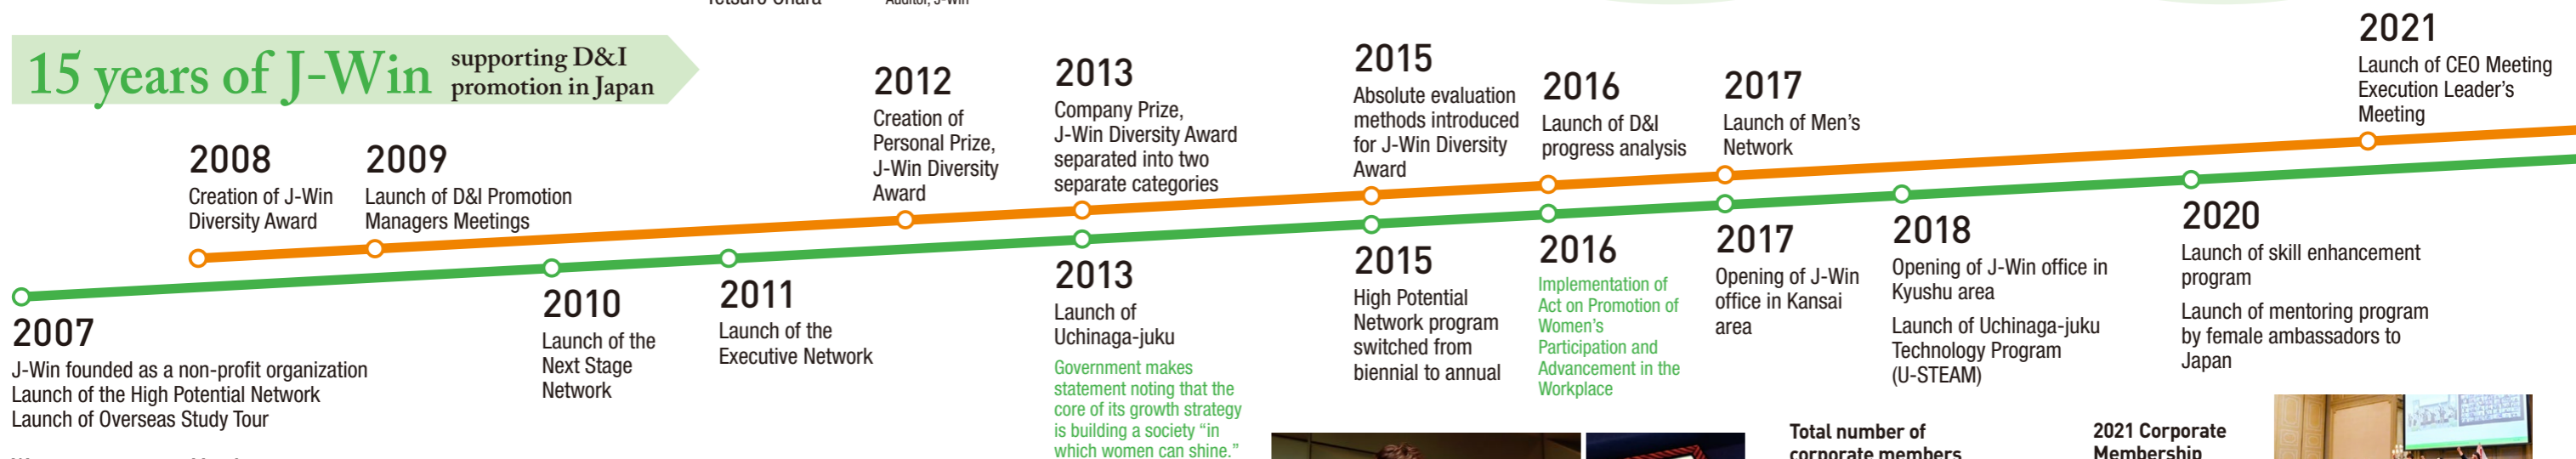 Tetsuro Uhara
Auditor, J-Win
15 years of J-Win
supporting D&I
promotion in Japan
2008
Creation of J-Win
Diversity Award
2009
Launch of D&I Promotion
Managers Meetings
2012
Creation of
Personal Prize,
J-Win Diversity
Award
2013
Company Prize,
J-Win Diversity Award
separated into two
separate categories
2015
Absolute evaluation
methods introduced
for J-Win Diversity
Award
2016
Launch of D&I
progress analysis
2017
Launch of Men's
Network
2021
Launch of CEO Meeting
Execution Leader's
Meeting
2007
J-Win founded as a non-profit organization
Launch of the High Potential Network
Launch of Overseas Study Tour
2010
Launch of the
Next Stage
Network
2011
Launch of the
Executive Network
2013
Launch of
Uchinaga-juku
Government makes
statement noting that the
core of its growth strategy
is building a society “in
which women can shine.”
2015
High Potential
Network program
switched from
biennial to annual
2016
Implementation of
Act on Promotion of
Women's
Participation and
Advancement in the
Workplace
2017
Opening of J-Win
office in Kansai
area
2018
Opening of J-Win office in
Kyushu area
Launch of Uchinaga-juku
Technology Program
(U-STEAM)
2020
Launch of skill enhancement
program
Launch of mentoring program
by female ambassadors to
Japan
Total number of
corporate members
2021 Corporate
Membership